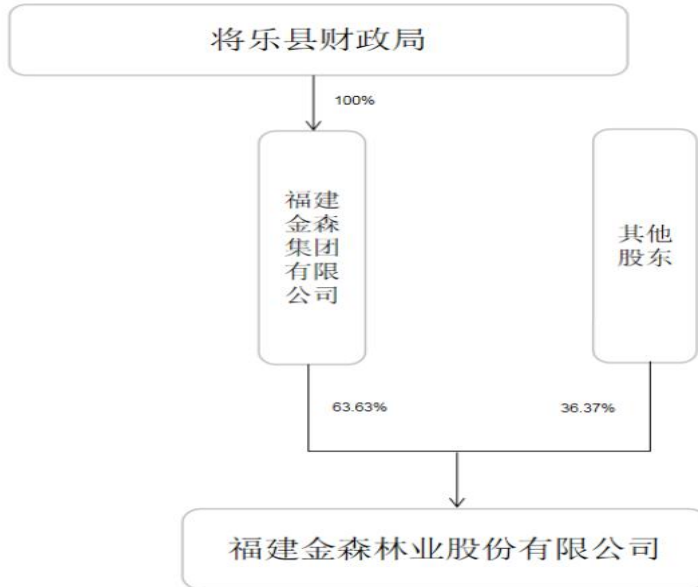 将乐县财政局
100%
福建
金森
集团
有限
公司
其他
股东
63.63%
36.37%
福建金森林业股份有限公司